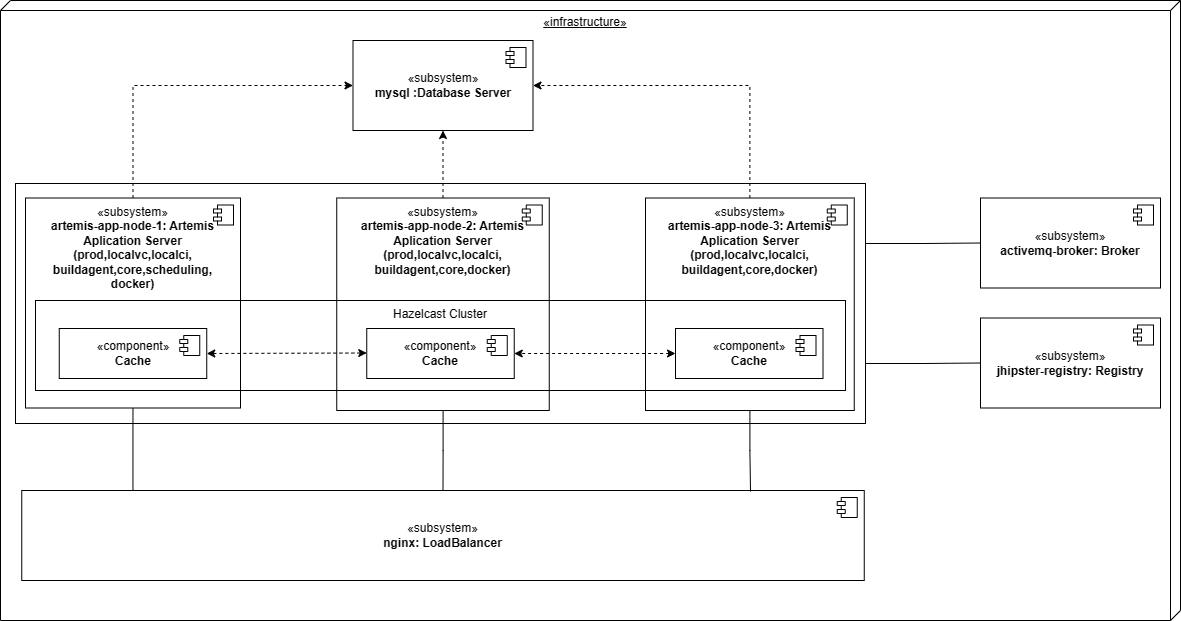 «infrastructure»
«subsystem»
mysql :Database Server
«subsystem»
artemis-app-node-1: Artemis
Aplication Server
(prod,localvc,localci,
buildagent,core,scheduling,
docker)
«subsystem»
artemis-app-node-2: Artemis
Aplication Server
(prod,localvc,localci,
buildagent,core,docker)
«subsystem»
artemis-app-node-3: Artemis
Aplication Server
(prod,localvc,localci,
buildagent,core,docker)
«subsystem»
activemq-broker: Broker
Hazelcast Cluster
«component»
Cache
«component»
Cache
«component»
Cache
«subsystem»
jhipster-registry: Registry
«subsystem»
nginx: LoadBalancer